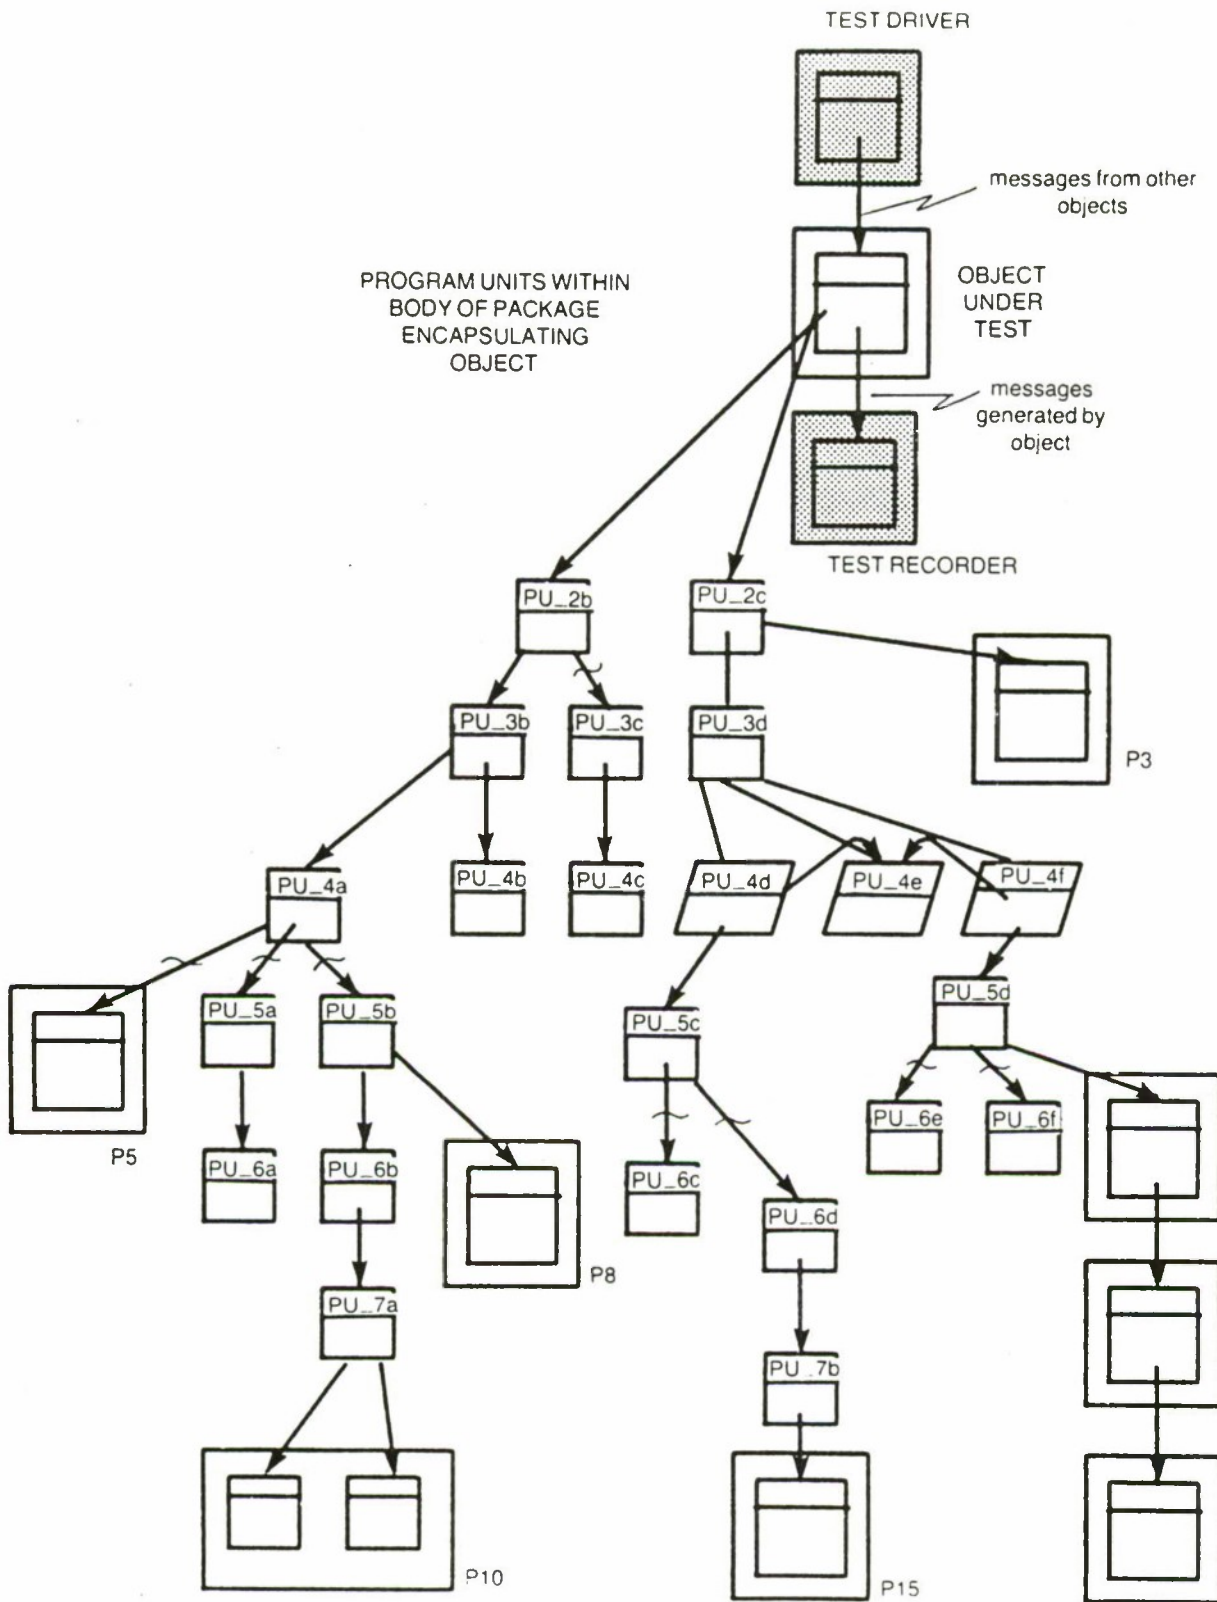 TEST DRIVER
messages from other
objects
PROGRAM UNITS WITHIN
BODY OF PACKAGE
ENCAPSULATING
OBJECT
OBJECT
UNDER
TEST
messages
generated by
object
TEST RECORDER
PU_2b
PU_2c
PU_3b
PU_3c
PU_3d
P3
PU_4a
PU_4b
PU_4c
PU_4d
PU_4e
PU_4f
PU_5a
PU_5b
PU_5c
PU_5d
P5
PU_6a
PU_6b
PU_6c
PU_6d
PU_6e
PU_6f
P8
PU_7a
PU_7b
P10
P15